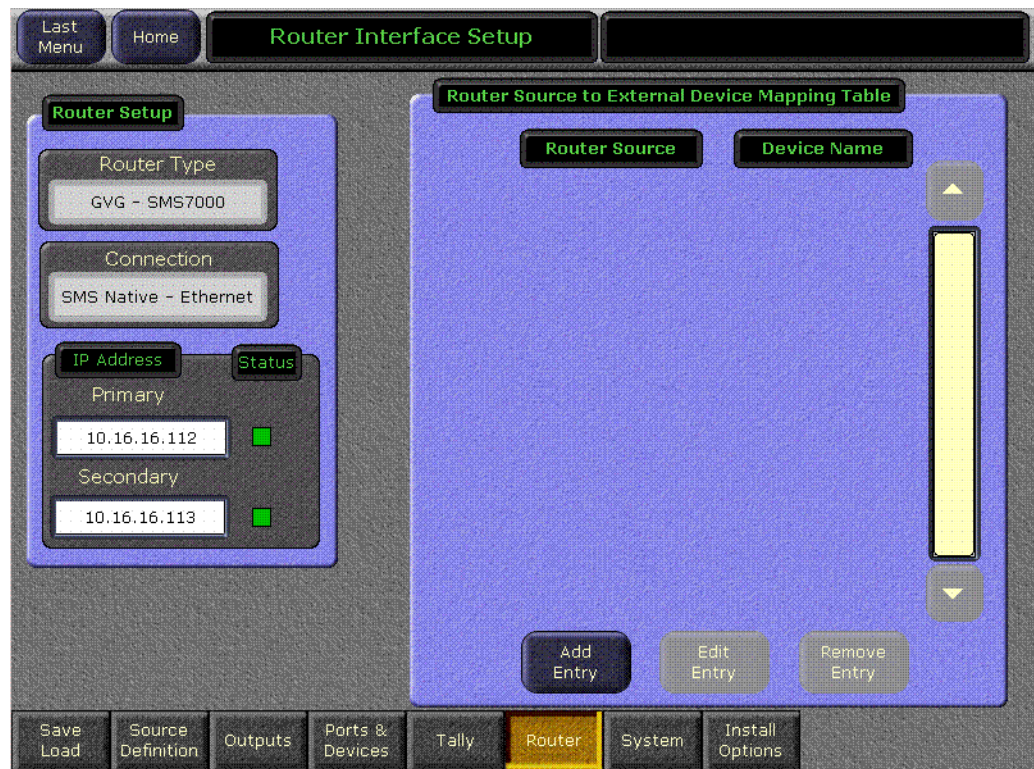 Last
Menu
Home
Router Interface Setup
Router Setup
Router Type
GVG - SMS7000
Connection
SMS Native - Ethernet
IP Address
Status
Primary
10.16.16.112
Secondary
10.16.16.113
Router Source to External Device Mapping Table
Router Source
Device Name
Add
Entry
Edit
Entry
Remove
Entry
Save
Load
Source
Definition
Outputs
Ports &
Devices
Tally
Router
System
Install
Options